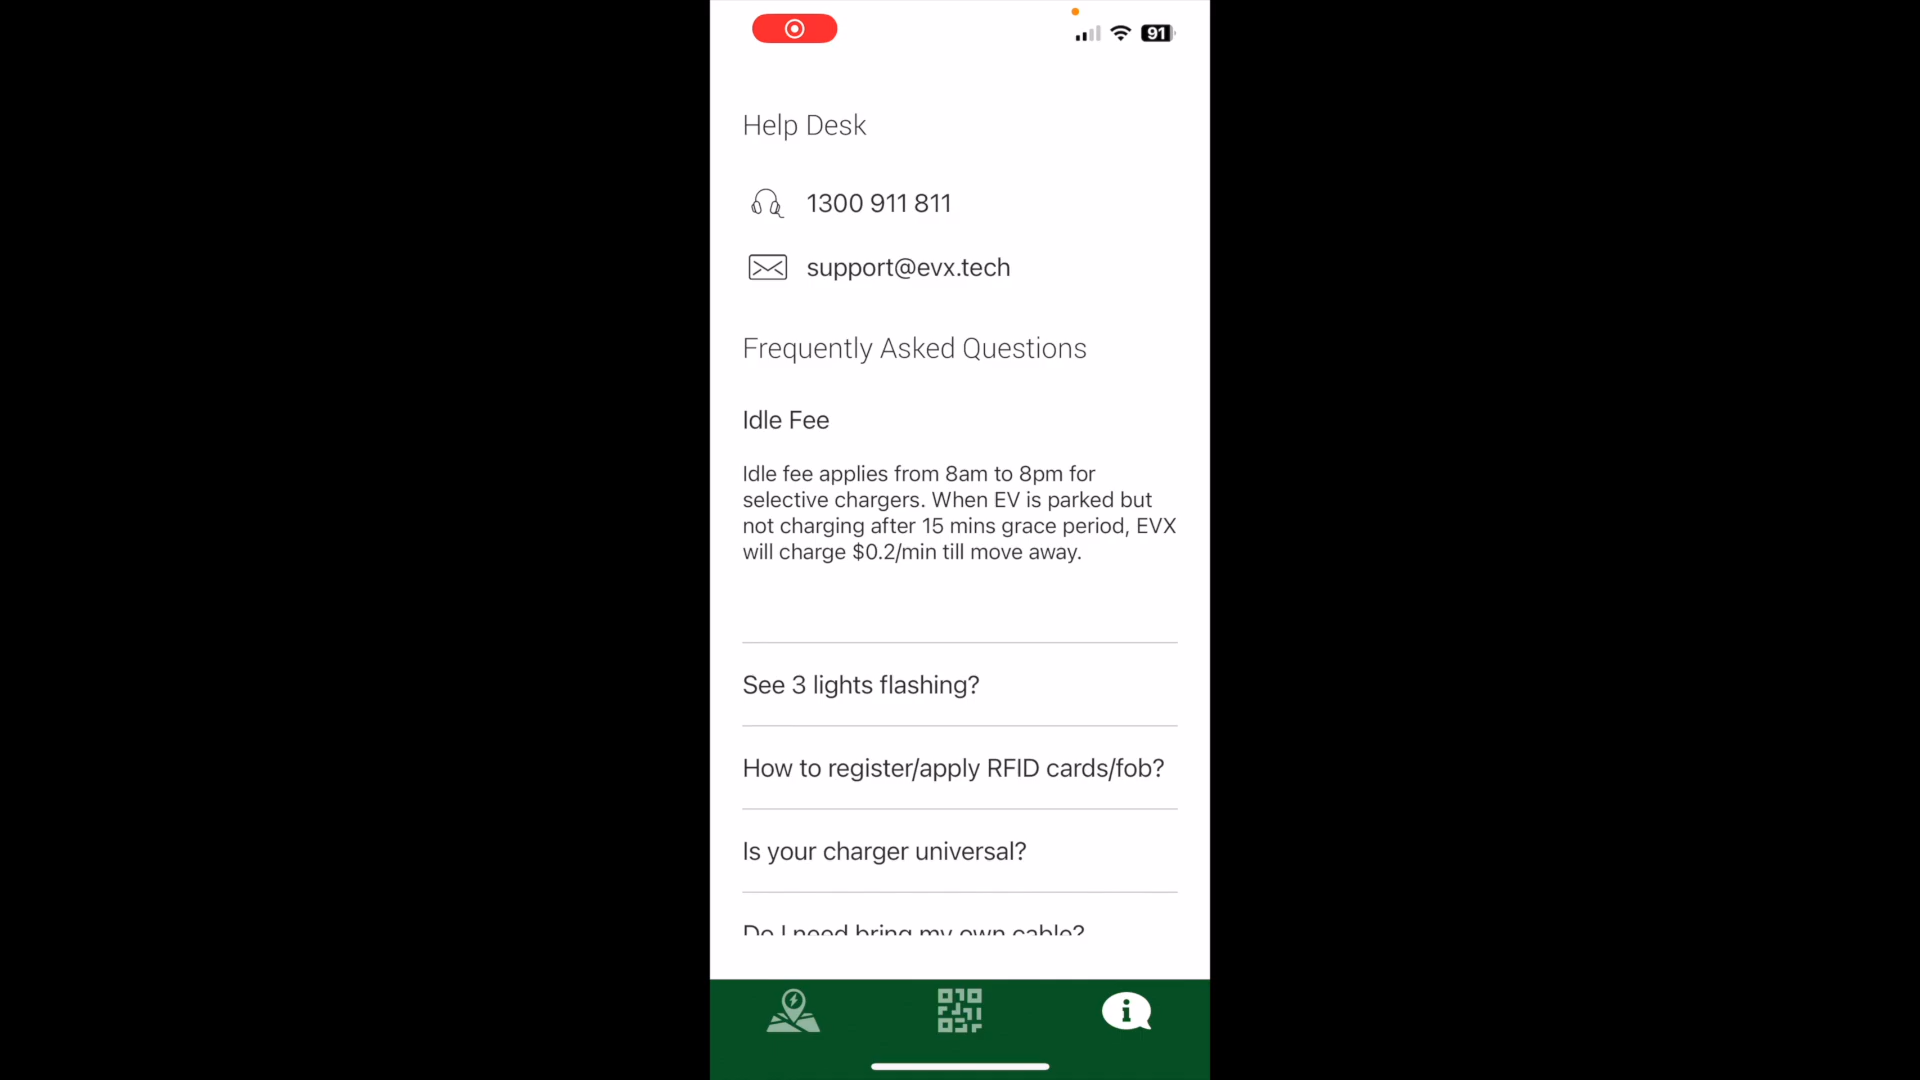 91
Help Desk
1300 911 811
support@evx.tech
Frequently Asked Questions
Idle Fee
Idle fee applies from 8am to 8pm for
selective chargers. When EV is parked but
not charging after 15 mins grace period, EVX
will charge $0.2/min till move away.
See 3 lights flashing?
How to register/apply RFID cards/fob?
Is your charger universal?
Do I need bring my own cable?